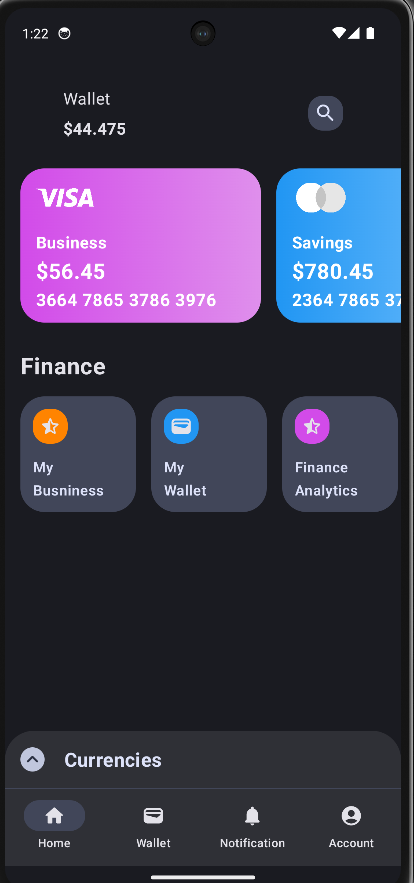 1:22
Wallet
$44.475
VISA
Business
$56.45
3664 7865 3786 3976
Savings
$780.45
2364 7865 37
Finance
My
Busniness
My
Wallet
Finance
Analytics
Currencies
Home
Wallet
Notification
Account